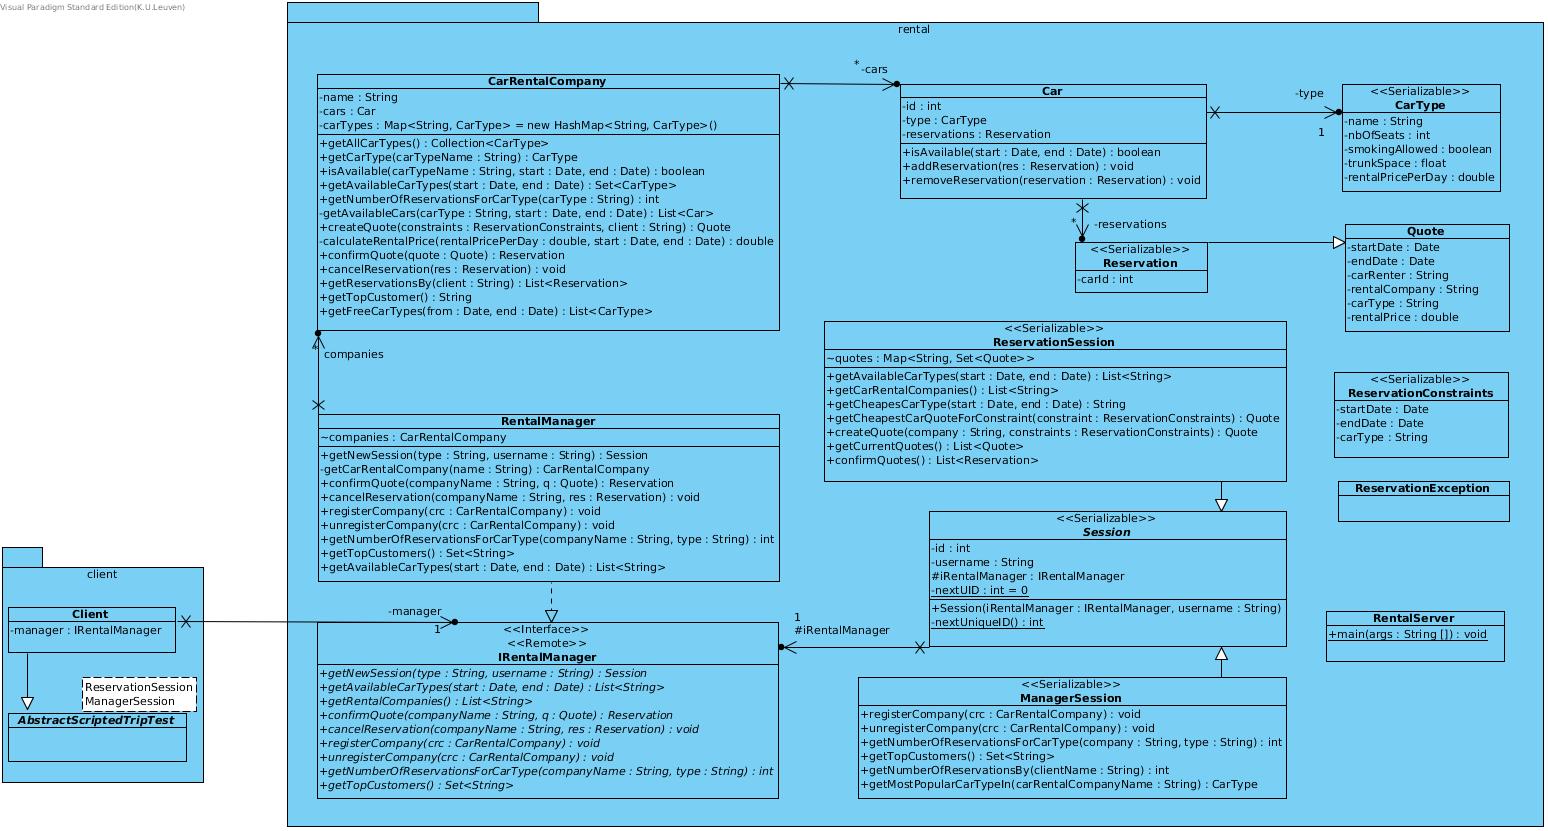 Visual Paradigm Standard Edition(K.U.Leuven)
rental
CarRentalCompany
-name : String
-cars : Car
-carTypes : Map<String, CarType> = new HashMap<String, CarType>()
+getAllCarTypes() : Collection<CarType>
+getCarType(carTypeName : String) : CarType
+isAvailable(carTypeName : String, start : Date, end : Date) : boolean
+getAvailableCarTypes(start : Date, end : Date) : Set<CarType>
+getNumberOfReservationsForCarType(carType : String) : int
-getAvailableCars(carType : String, start : Date, end : Date) : List<Car>
+createQuote(constraints : ReservationConstraints, client : String) : Quote
-calculateRentalPrice(rentalPricePerDay : double, start : Date, end : Date) : double
+confirmQuote(quote : Quote) : Reservation
+cancelReservation(res : Reservation) : void
+getReservationsBy(client : String) : List<Reservation>
+getTopCustomer() : String
+getFreeCarTypes(from : Date, end : Date) : List<CarType>
*
-cars
Car
-id : int
-type : CarType
-reservations : Reservation
+isAvailable(start : Date, end : Date) : boolean
+addReservation(res : Reservation) : void
+removeReservation(reservation : Reservation) : void
-type
1
<<Serializable>>
CarType
-name : String
-nbOfSeats : int
-smokingAllowed : boolean
-trunkSpace : float
-rentalPricePerDay : double
*
-reservations
<<Serializable>>
Reservation
-carId : int
Quote
-startDate : Date
-endDate : Date
-carRenter : String
-rentalCompany : String
-carType : String
-rentalPrice : double
*
companies
RentalManager
~companies : CarRentalCompany
+getNewSession(type : String, username : String) : Session
-getCarRentalCompany(name : String) : CarRentalCompany
+confirmQuote(companyName : String, q : Quote) : Reservation
+cancelReservation(companyName : String, res : Reservation) : void
+registerCompany(crc : CarRentalCompany) : void
+unregisterCompany(crc : CarRentalCompany) : void
+getNumberOfReservationsForCarType(companyName : String, type : String) : int
+getTopCustomers() : Set<String>
+getAvailableCarTypes(start : Date, end : Date) : List<String>
<<Serializable>>
ReservationSession
~quotes : Map<String, Set<Quote>>
+getAvailableCarTypes(start : Date, end : Date) : List<String>
+getCarRentalCompanies() : List<String>
+getCheapesCarType(start : Date, end : Date) : String
+getCheapestCarQuoteForConstraint(constraint : ReservationConstraints) : Quote
+createQuote(company : String, constraints : ReservationConstraints) : Quote
+getCurrentQuotes() : List<Quote>
+confirmQuotes() : List<Reservation>
<<Serializable>>
ReservationConstraints
-startDate : Date
-endDate : Date
-carType : String
ReservationException
<<Serializable>>
Session
-id : int
-username : String
#iRentalManager : IRentalManager
-nextUID : int = 0
+Session(iRentalManager : IRentalManager, username : String)
-nextUniqueID() : int
RentalServer
+main(args : String []) : void
client
Client
-manager : IRentalManager
ReservationSession
ManagerSession
AbstractScriptedTripTest
-manager
1
1
#iRentalManager
<<Interface>>
<<Remote>>
IRentalManager
+getNewSession(type : String, username : String) : Session
+getAvailableCarTypes(start : Date, end : Date) : List<String>
+getRentalCompanies() : List<String>
+confirmQuote(companyName : String, q : Quote) : Reservation
+cancelReservation(companyName : String, res : Reservation) : void
+registerCompany(crc : CarRentalCompany) : void
+unregisterCompany(crc : CarRentalCompany) : void
+getNumberOfReservationsForCarType(companyName : String, type : String) : int
+getTopCustomers() : Set<String>
<<Serializable>>
ManagerSession
+registerCompany(crc : CarRentalCompany) : void
+unregisterCompany(crc : CarRentalCompany) : void
+getNumberOfReservationsForCarType(company : String, type : String) : int
+getTopCustomers() : Set<String>
+getNumberOfReservationsBy(clientName : String) : int
+getMostPopularCarTypeIn(carRentalCompanyName : String) : CarType